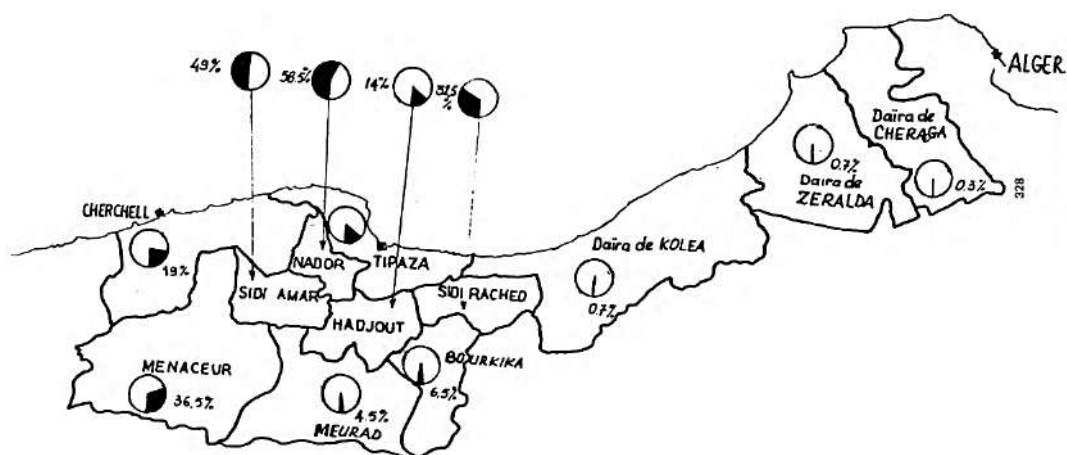 49%
58.5%
14%
31.5
%
ALGER
Daïra de
CHERAGA
0.7%
Daïra de
ZERALDA
0.3%
328
CHERCHELL
NADOR
TIPAZA
Daïra de KOLEA
19%
SIDI AMAR
SIDI RACHED
0.7%
HADJOUT
MENACEUR
BOURKIKA
36.5%
4.5%
6.5%
MEURAD